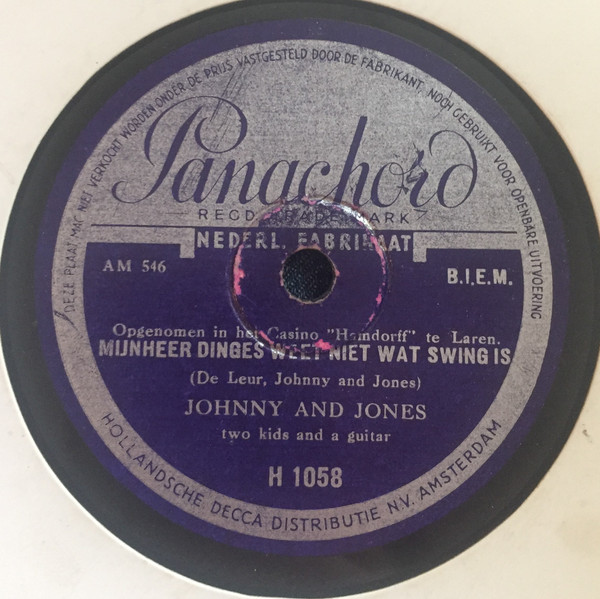 DEZE PLAAT MAG NIET VERKOCHT WORDEN ONDER DE PRIJS VASTGESTELD DOOR DE FABRIKANT NOCH GEBRUIKT VOOR OPENBARE UITVOERING
Panachord
REGD TRADE MARK
NEDERL. FABRIKAAT
AM 546
B.I.E.M.
Opgenomen in het Casino "Hamdorff" te Laren.
MIJNHEER DINGES WEET NIET WAT SWING IS
(De Leur, Johnny and Jones)
JOHNNY AND JONES
two kids and a guitar
H 1058
HOLLANDSCHE DECCA DISTRIBUTIE N.V. AMSTERDAM